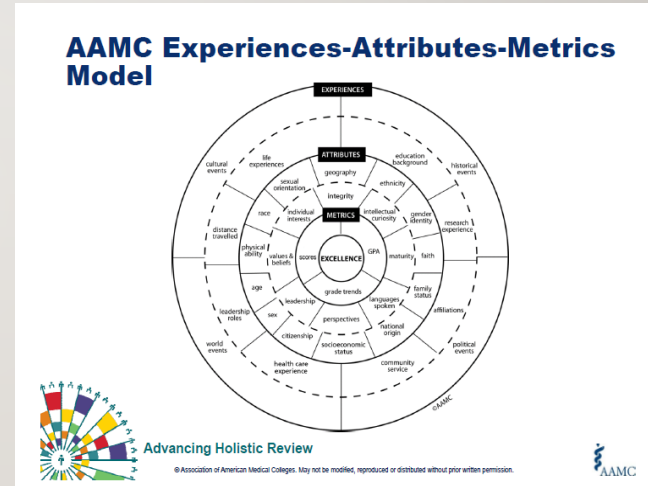 AAMC Experiences-Attributes-Metrics
Model
EXPERIENCES
cultural
events
life
experiences
education
background
historical
events
distance
travelled
research
experience
leadership
roles
affiliations
world
events
political
events
health care
experience
community
service
ATTRIBUTES
geography
sexual
orientation
ethnicity
race
gender
identity
physical
ability
faith
age
family
status
sex
national
origin
citizenship
socioeconomic
status
integrity
individual
interests
intellectual
curiosity
values &
beliefs
maturity
leadership
languages
spoken
perspectives
METRICS
scores
EXCELLENCE
GPA
grade trends
©AAMC
Advancing Holistic Review
© Association of American Medical Colleges. May not be modified, reproduced or distributed without prior written permission.
AAMC